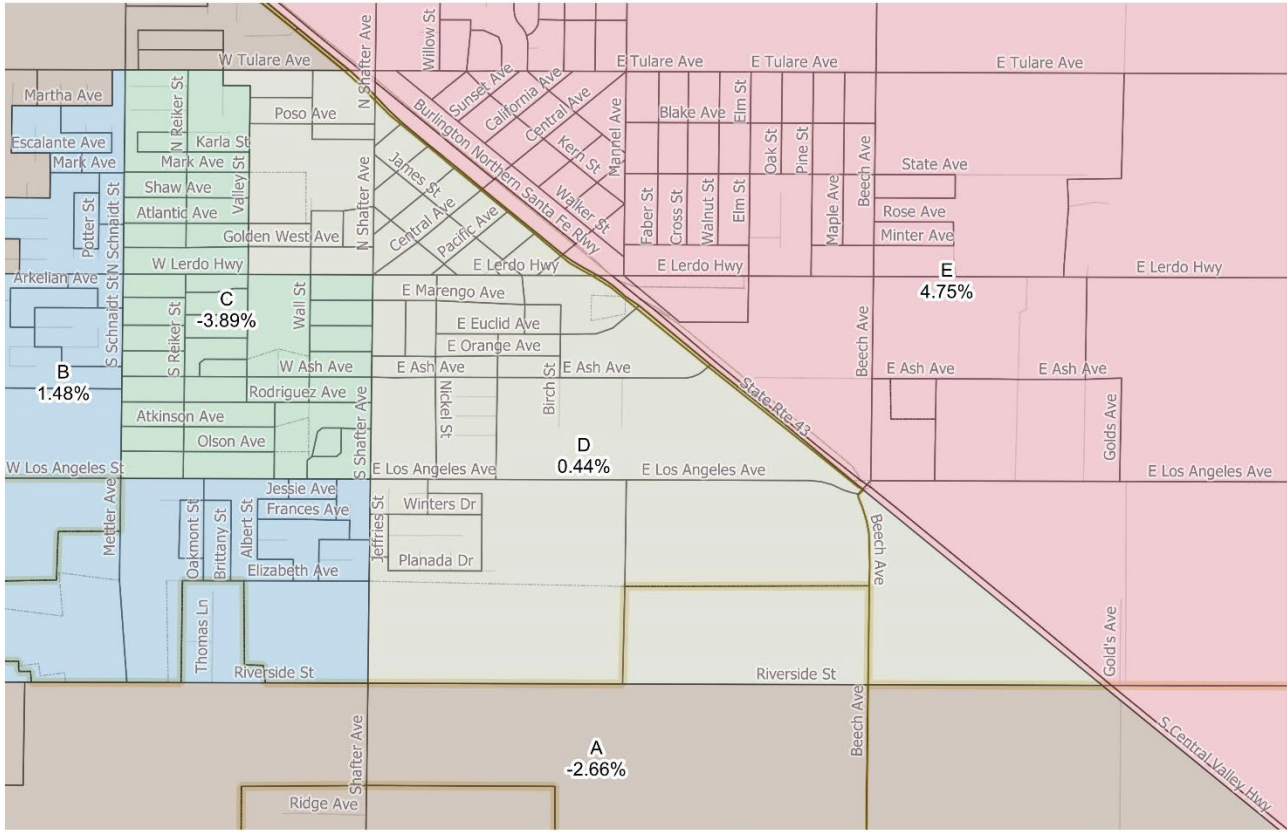 W Tulare Ave
N Shafter Ave
Willow St
E Tulare Ave
E Tulare Ave
E Tulare Ave
Martha Ave
N Reiker St
Poso Ave
Sunset Ave
California Ave
Central Ave
Blake Ave
Elm St
Burlington Northern Santa Fe Rlwy
Escalante Ave
Karla St
Mark Ave
Mark Ave
Valley St
Kern St
Mannel Ave
Oak St
Pine St
Beech Ave
State Ave
James St
N Shafter Ave
Shaw Ave
Potter St
N Schnaidt St
Atlantic Ave
Golden West Ave
Central Ave
Pacific Ave
Walker St
Faber St
Cross St
Walnut St
Elm St
Maple Ave
Rose Ave
Minter Ave
W Lerdo Hwy
E Lerdo Hwy
E Lerdo Hwy
E Lerdo Hwy
E
4.75%
Arkelian Ave
S Schnaidt St
C
-3.89%
S Reiker St
Wall St
E Marengo Ave
E Euclid Ave
E Orange Ave
Beech Ave
B
1.48%
W Ash Ave
E Ash Ave
E Ash Ave
E Ash Ave
E Ash Ave
Rodriguez Ave
Nickel St
Birch St
State Rte 43
Golds Ave
Atkinson Ave
Olson Ave
S Shafter Ave
D
0.44%
W Los Angeles St
E Los Angeles Ave
E Los Angeles Ave
E Los Angeles Ave
Mettler Ave
Oakmont St
Brittany St
Albert St
Jessie Ave
Frances Ave
Elizabeth Ave
Jeffries St
Winters Dr
Planada Dr
Beech Ave
Thomas Ln
Riverside St
Riverside St
Gold's Ave
Shafter Ave
Beech Ave
S Central Valley Hwy
A
-2.66%
Ridge Ave